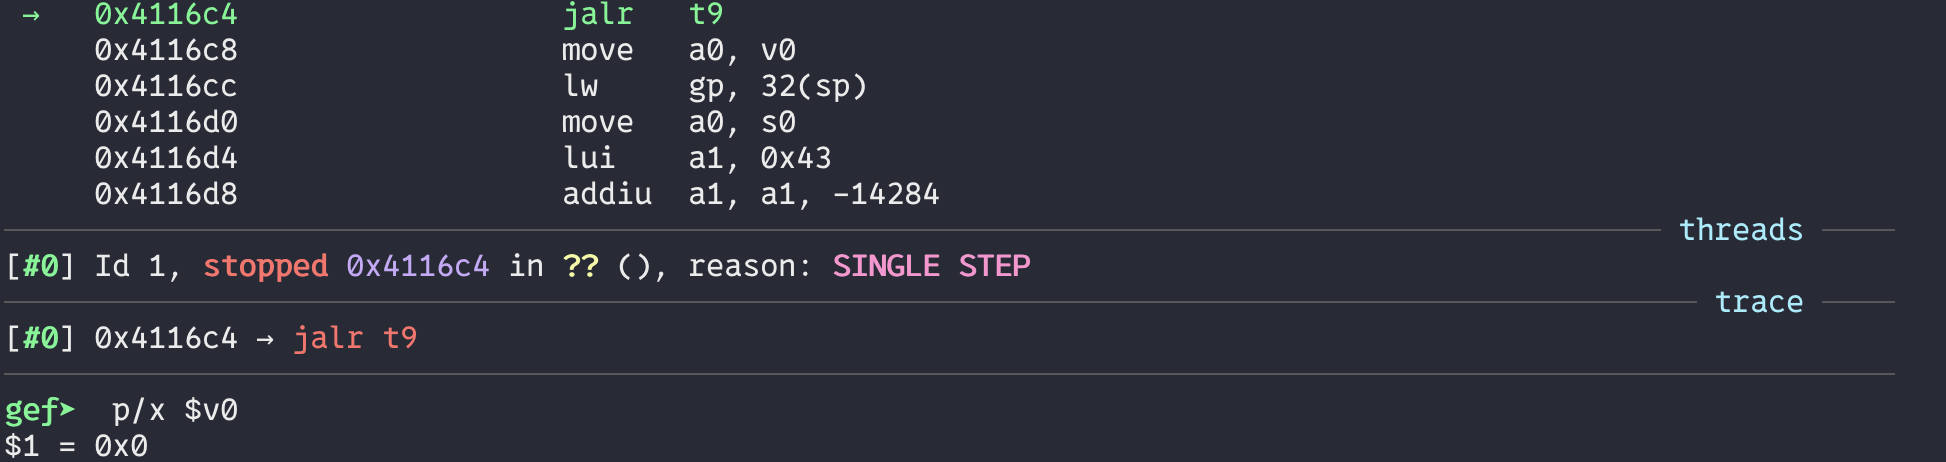 → 0x4116c4 jalr t9
0x4116c8 move a0, v0
0x4116cc lw gp, 32(sp)
0x4116d0 move a0, s0
0x4116d4 lui a1, 0x43
0x4116d8 addiu a1, a1, -14284
threads
[#0] Id 1, stopped 0x4116c4 in ?? (), reason: SINGLE STEP
trace
[#0] 0x4116c4 → jalr t9
gef➤ p/x $v0
$1 = 0x0